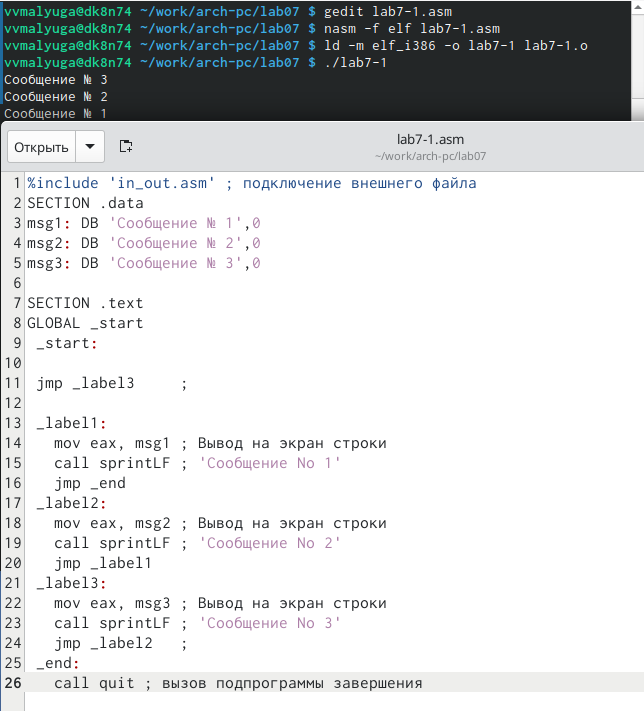 vvmalyuga@dk8n74 ~/work/arch-pc/lab07 $ gedit lab7-1.asm
vvmalyuga@dk8n74 ~/work/arch-pc/lab07 $ nasm -f elf lab7-1.asm
vvmalyuga@dk8n74 ~/work/arch-pc/lab07 $ ld -m elf_i386 -o lab7-1 lab7-1.o
vvmalyuga@dk8n74 ~/work/arch-pc/lab07 $ ./lab7-1
Сообщение № 3
Сообщение № 2
Сообщение № 1
Открыть
lab7-1.asm
~/work/arch-pc/lab07
1 %include 'in_out.asm' ; подключение внешнего файла
2 SECTION .data
3 msg1: DB 'Сообщение № 1',0
4 msg2: DB 'Сообщение № 2',0
5 msg3: DB 'Сообщение № 3',0
6
7 SECTION .text
8 GLOBAL _start
9 _start:
10
11 jmp _label3 ;
12
13 _label1:
14 mov eax, msg1 ; Вывод на экран строки
15 call sprintLF ; 'Сообщение No 1'
16 jmp _end
17 _label2:
18 mov eax, msg2 ; Вывод на экран строки
19 call sprintLF ; 'Сообщение No 2'
20 jmp _label1
21 _label3:
22 mov eax, msg3 ; Вывод на экран строки
23 call sprintLF ; 'Сообщение No 3'
24 jmp _label2 ;
25 _end:
26 call quit ; вызов подпрограммы завершения